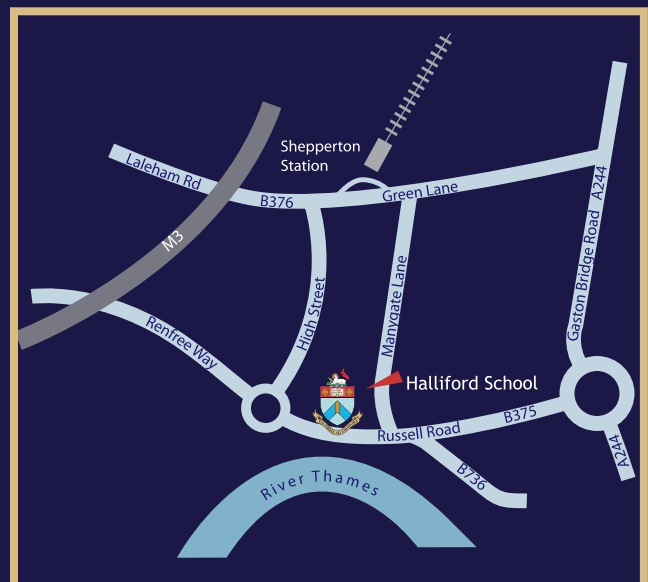 Shepperton
Station
Laleham Rd
B376
Green Lane
A244
M3
Gaston Bridge Road
High Street
Manygate Lane
Renfree Way
Halliford School
B375
Russell Road
A244
B736
River Thames